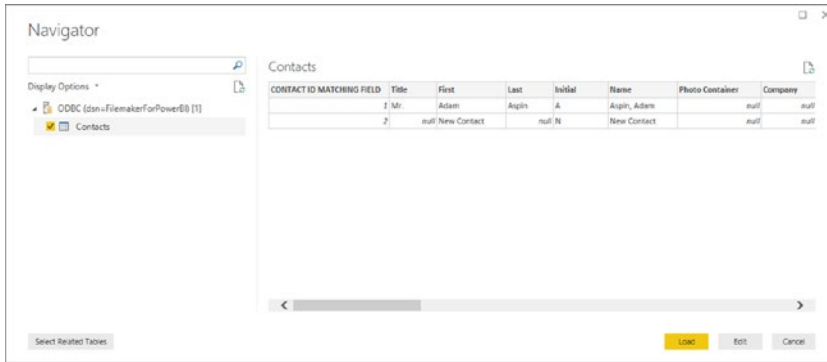 Navigator
Display Options
ODBC (dsn=FilemakerForPowerBI) [1]
Contacts
Contacts
CONTACT ID MATCHING FIELD Title First Last Initial Name Photo Container Company
1 Mr. Adam Aspin A Aspin, Adam null null
2 null New Contact null N New Contact null null
Select Related Tables
Load Edit Cancel